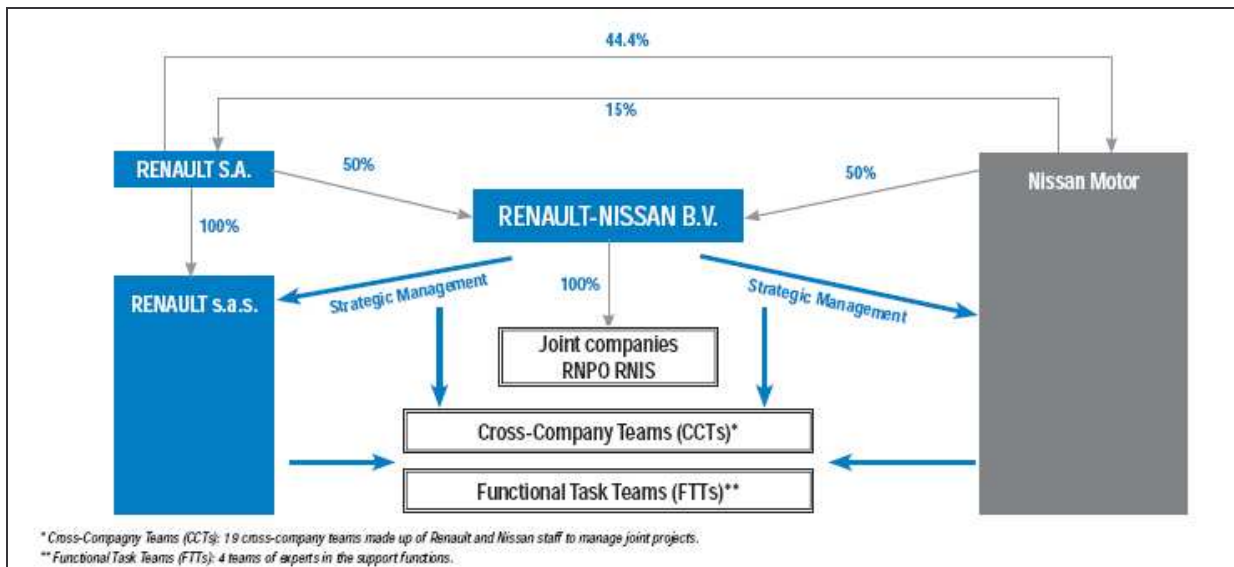 44.4%
15%
RENAULT S.A.
50%
50%
Nissan Motor
RENAULT-NISSAN B.V.
100%
RENAULT s.a.s.
Strategic Management
100%
Strategic Management
Joint companies
RNPO RNIS
Cross-Company Teams (CCTs)*
Functional Task Teams (FTTs)**
* Cross-Compagny Teams (CCTs): 19 cross-company teams made up of Renault and Nissan staff to manage joint projects.
** Functional Task Teams (FTTs): 4 teams of experts in the support functions.